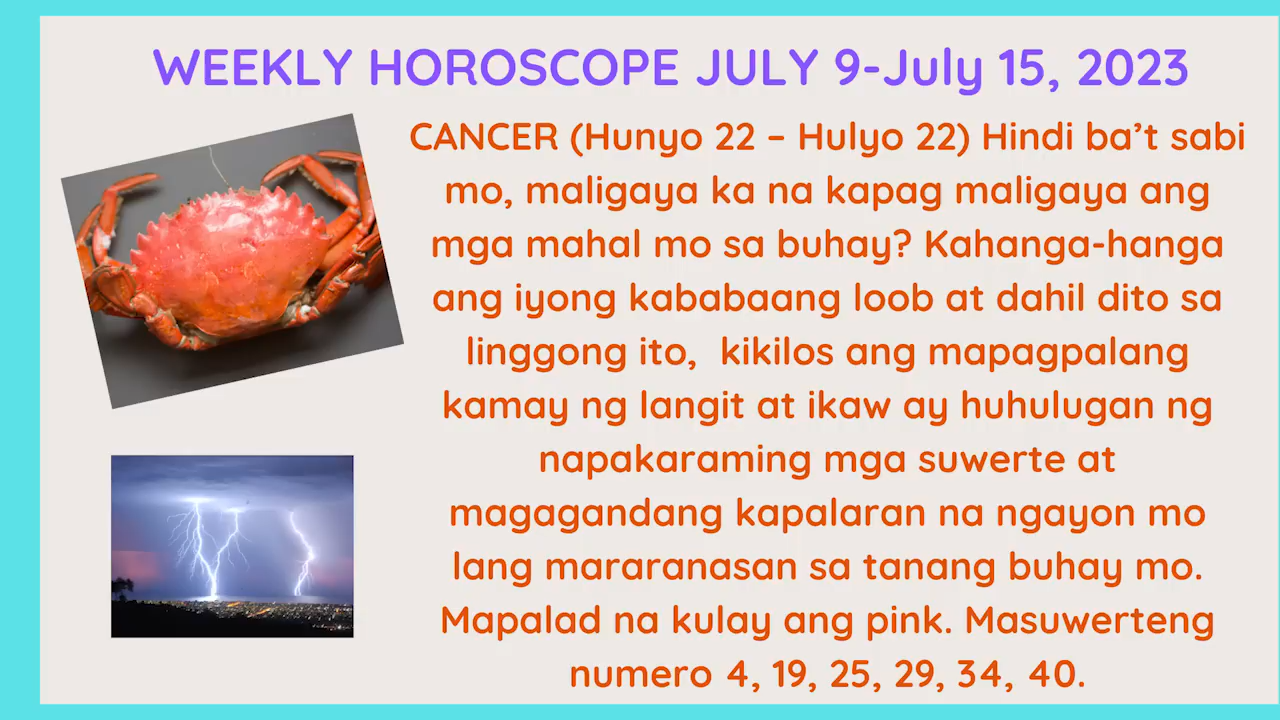 WEEKLY HOROSCOPE JULY 9-July 15, 2023
CANCER (Hunyo 22 – Hulyo 22) Hindi ba't sabi
mo, maligaya ka na kapag maligaya ang
mga mahal mo sa buhay? Kahanga-hanga
ang iyong kababaang loob at dahil dito sa
linggong ito,  kikilos ang mapagpalang
kamay ng langit at ikaw ay huhulugan ng
napakaraming mga suwerte at
magagandang kapalaran na ngayon mo
lang mararanasan sa tanang buhay mo.
Mapalad na kulay ang pink. Masuwerteng
numero 4, 19, 25, 29, 34, 40.